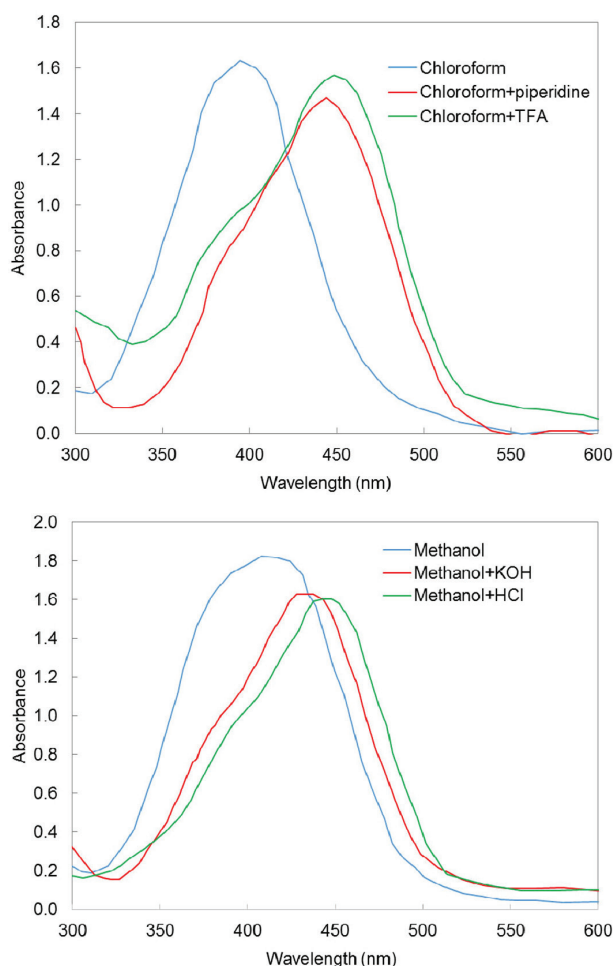 1.8
1.6
1.4
1.2
1.0
0.8
0.6
0.4
0.2
0.0
Absorbance
Chloroform
Chloroform+piperidine
Chloroform+TFA
300 350 400 450 500 550 600
Wavelength (nm)
2.0
1.8
1.6
1.4
1.2
1.0
0.8
0.6
0.4
0.2
0.0
Absorbance
Methanol
Methanol+KOH
Methanol+HCl
300 350 400 450 500 550 600
Wavelength (nm)